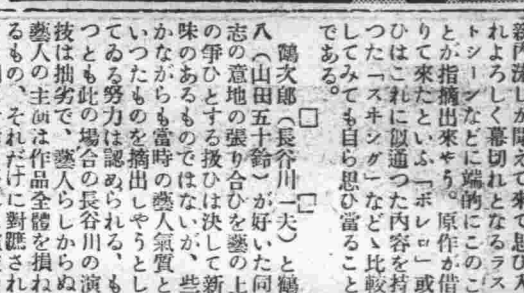 れよろしく幕切れとなるラス
トシーンなどに端的にこのこ
とが指摘出來やう。原作が借
りて來たといふ「ボレロ」或
ひはこれに似通つた內容を持
つた「スヰング」などゝ比較
してみても自ら思ひ當ること
である。
□　□
鶴次郎（長谷川一夫）と鶴
八（山田五十鈴）が好いた同
志の意地の張り合ひを藝の上
の爭ひとする扱ひは決して新
味のあるものではないが、些
かながらも當時の藝人氣質と
いつたものを摘出しやうとし
てゐる努力は認められる、も
つとも此の場合の長谷川の演
技は拙劣で、藝人らしからぬ
藝人の主演は作品全體を損ね
るもの、それだけに對蹠され